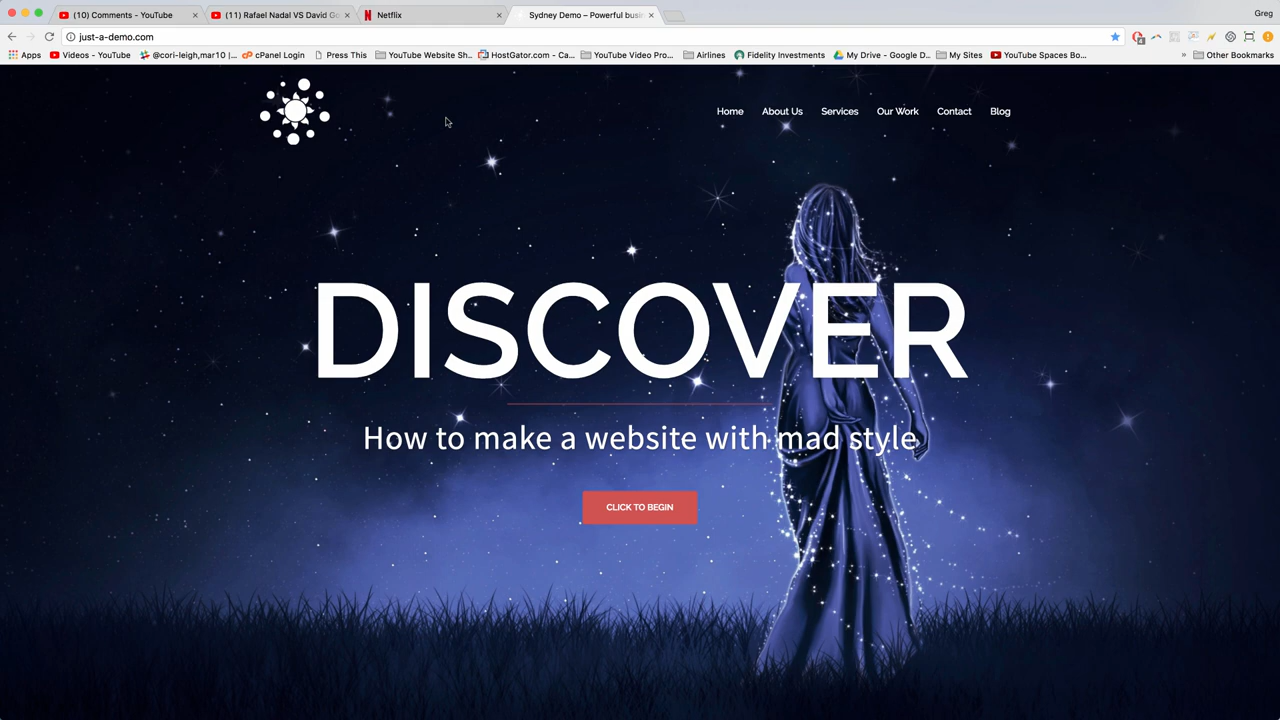 (10) Comments - YouTube
(11) Rafael Nadal VS David Ge
Netflix
Sydney Demo – Powerful busin
Greg
just-a-demo.com
Apps
Videos - YouTube
@cori-leigh,mar10 |...
cPanel Login
Press This
YouTube Website Sh...
HostGator.com - Ca...
YouTube Video Pro...
Airlines
Fidelity Investments
My Drive - Google D...
My Sites
YouTube Spaces Bo...
»
Other Bookmarks
Home
About Us
Services
Our Work
Contact
Blog
DISCOVER
How to make a website with mad style
CLICK TO BEGIN